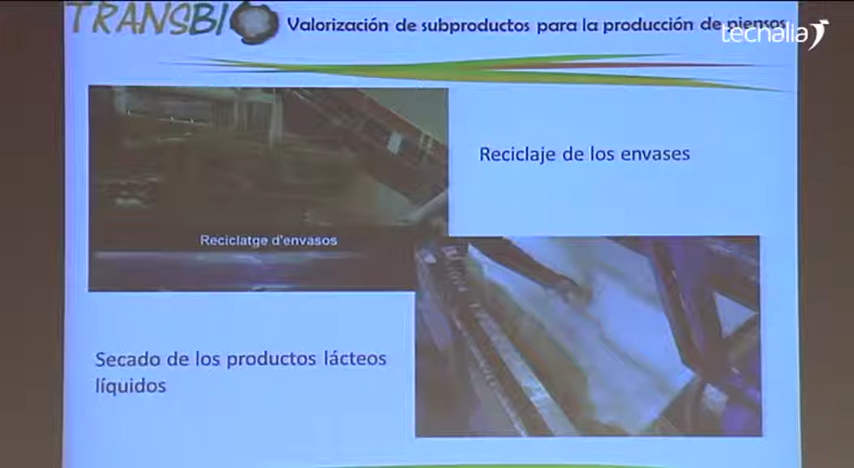 TRANSBIO
Valorización de subproductos para la producción de piensos
tecnalia
Reciclaje de los envases
Reciclatge d'envasos
Secado de los productos lácteos
líquidos